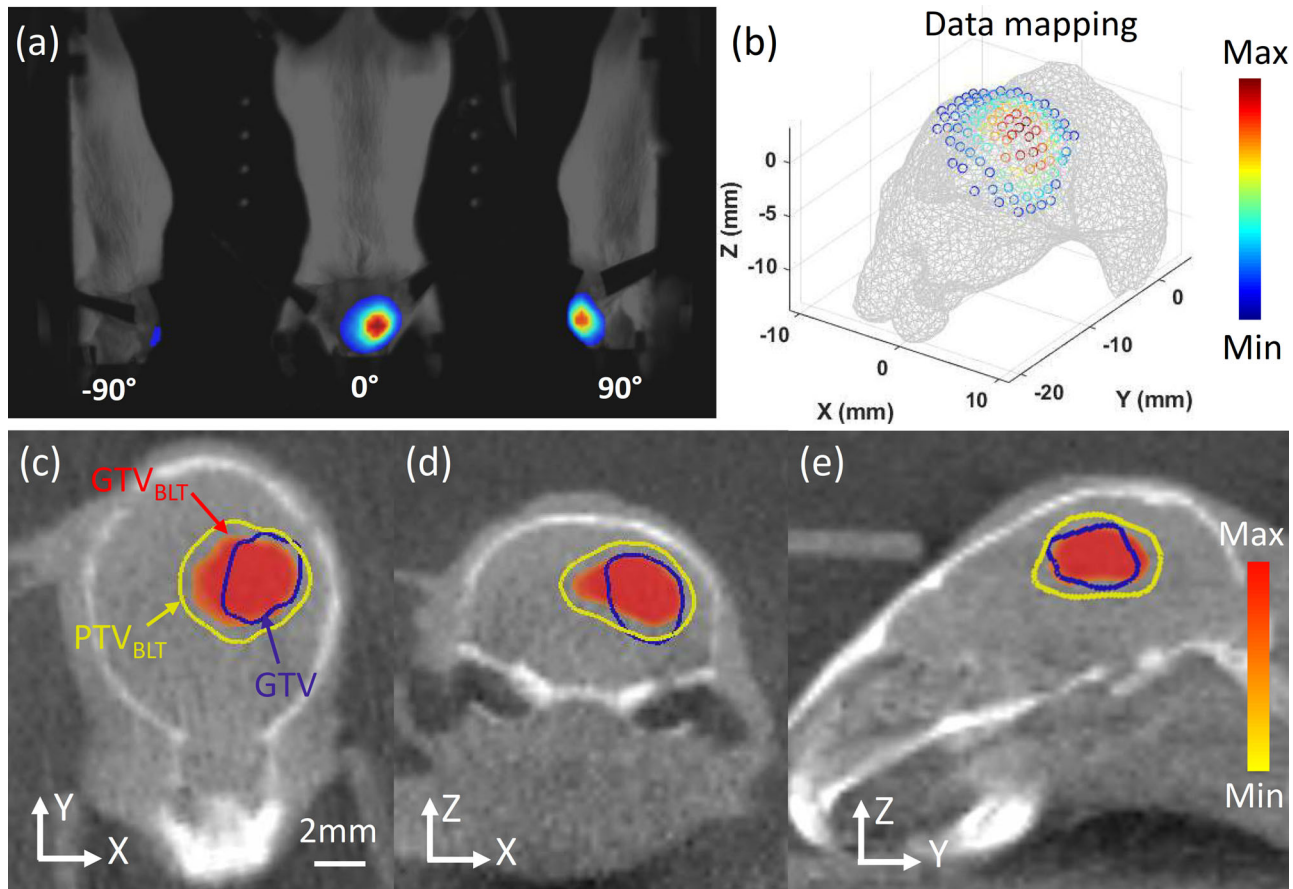 (a)
-90°
0°
90°
(b)
Data mapping
Max
Min
Z (mm)
0
-5
-10
-10
0
10
X (mm)
-20
-10
0
Y (mm)
(c)
GTV_BLT
PTV_BLT
GTV
Y
X
2mm
(d)
Z
X
(e)
Max
Min
Z
Y